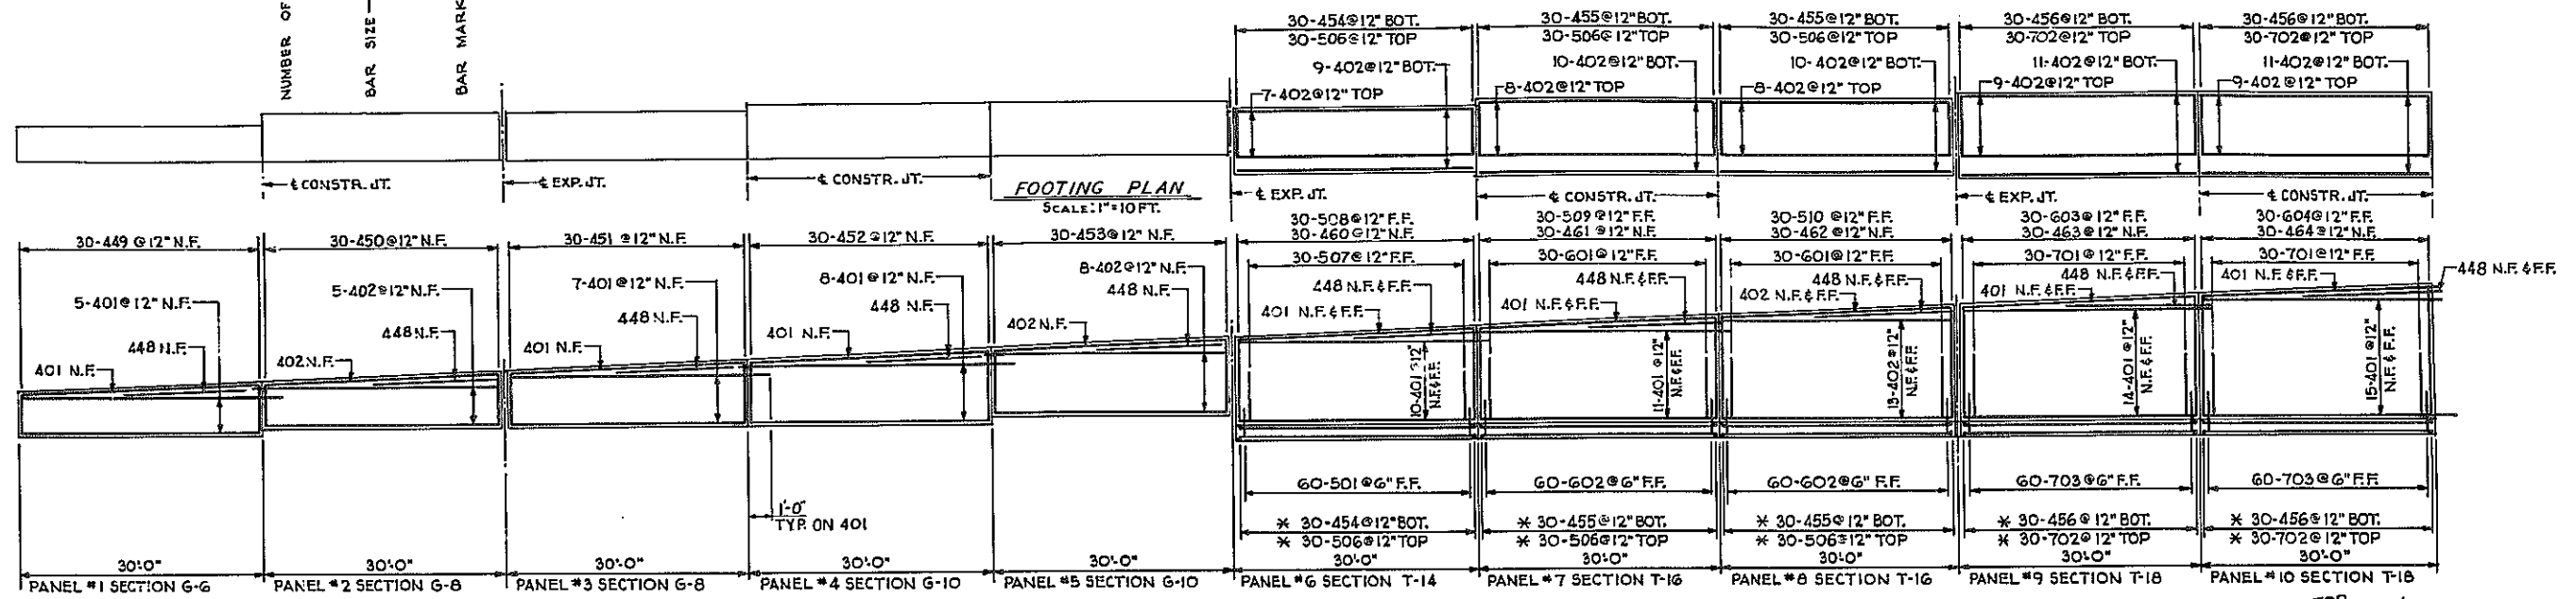 NUMBER OF
BAR SIZE
BAR MARK
30-454@12" BOT.
30-506@12" TOP
30-455@12" BOT.
30-506@12" TOP
30-455@12" BOT.
30-506@12" TOP
30-456@12" BOT.
30-702@12" TOP
30-456@12" BOT.
30-702@12" TOP
9-402@12" BOT.
10-402@12" BOT.
10-402@12" BOT.
11-402@12" BOT.
11-402@12" BOT.
7-402@12" TOP
8-402@12" TOP
8-402@12" TOP
9-402@12" TOP
9-402@12" TOP
℄ CONSTR. JT.
℄ EXP. JT.
℄ CONSTR. JT.
FOOTING PLAN
SCALE: 1"=10 FT.
℄ EXP. JT.
℄ CONSTR. JT.
℄ EXP. JT.
℄ CONSTR. JT.
30-449 @12" N.F.
30-450@12" N.F.
30-451 @12" N.F.
30-452@12" N.F.
30-453@12" N.F.
30-508@12" F.F.
30-460@12" N.F.
30-509@12" F.F.
30-461@12" N.F.
30-510 @12" F.F.
30-462@12" N.F.
30-603@12" F.F.
30-463@12" N.F.
30-604@12" F.F.
30-464@12" N.F.
30-507@12" F.F.
30-601@12" F.F.
30-601@12" F.F.
30-701@12" F.F.
30-701@12" F.F.
5-401@12" N.F.
5-402@12" N.F.
7-401@12" N.F.
8-401@12" N.F.
8-402@12" N.F.
448 N.F.
448 N.F.
448 N.F.
448 N.F.
448 N.F.
448 N.F. & F.F.
448 N.F. & F.F.
448 N.F. & F.F.
448 N.F. & F.F.
448 N.F. & F.F.
401 N.F.
402 N.F.
401 N.F.
401 N.F.
402 N.F.
401 N.F. & F.F.
401 N.F. & F.F.
402 N.F. & F.F.
401 N.F. & F.F.
401 N.F. & F.F.
10-401@12"
N.F. & F.F.
11-401@12"
N.F. & F.F.
13-402@12"
N.F. & F.F.
14-401@12"
N.F. & F.F.
15-401@12"
N.F. & F.F.
1'-0"
TYP. ON 401
60-501@6" F.F.
60-602@6" F.F.
60-602@6" F.F.
60-703@6" F.F.
60-703@6" F.F.
* 30-454@12" BOT.
* 30-506@12" TOP
* 30-455@12" BOT.
* 30-506@12" TOP
* 30-455@12" BOT.
* 30-506@12" TOP
* 30-456@12" BOT.
* 30-702@12" TOP
* 30-456@12" BOT.
* 30-702@12" TOP
30'-0"
30'-0"
30'-0"
30'-0"
30'-0"
30'-0"
30'-0"
30'-0"
30'-0"
30'-0"
PANEL #1 SECTION G-6
PANEL #2 SECTION G-8
PANEL #3 SECTION G-8
PANEL #4 SECTION G-10
PANEL #5 SECTION G-10
PANEL #6 SECTION T-14
PANEL #7 SECTION T-16
PANEL #8 SECTION T-16
PANEL #9 SECTION T-18
PANEL #10 SECTION T-18